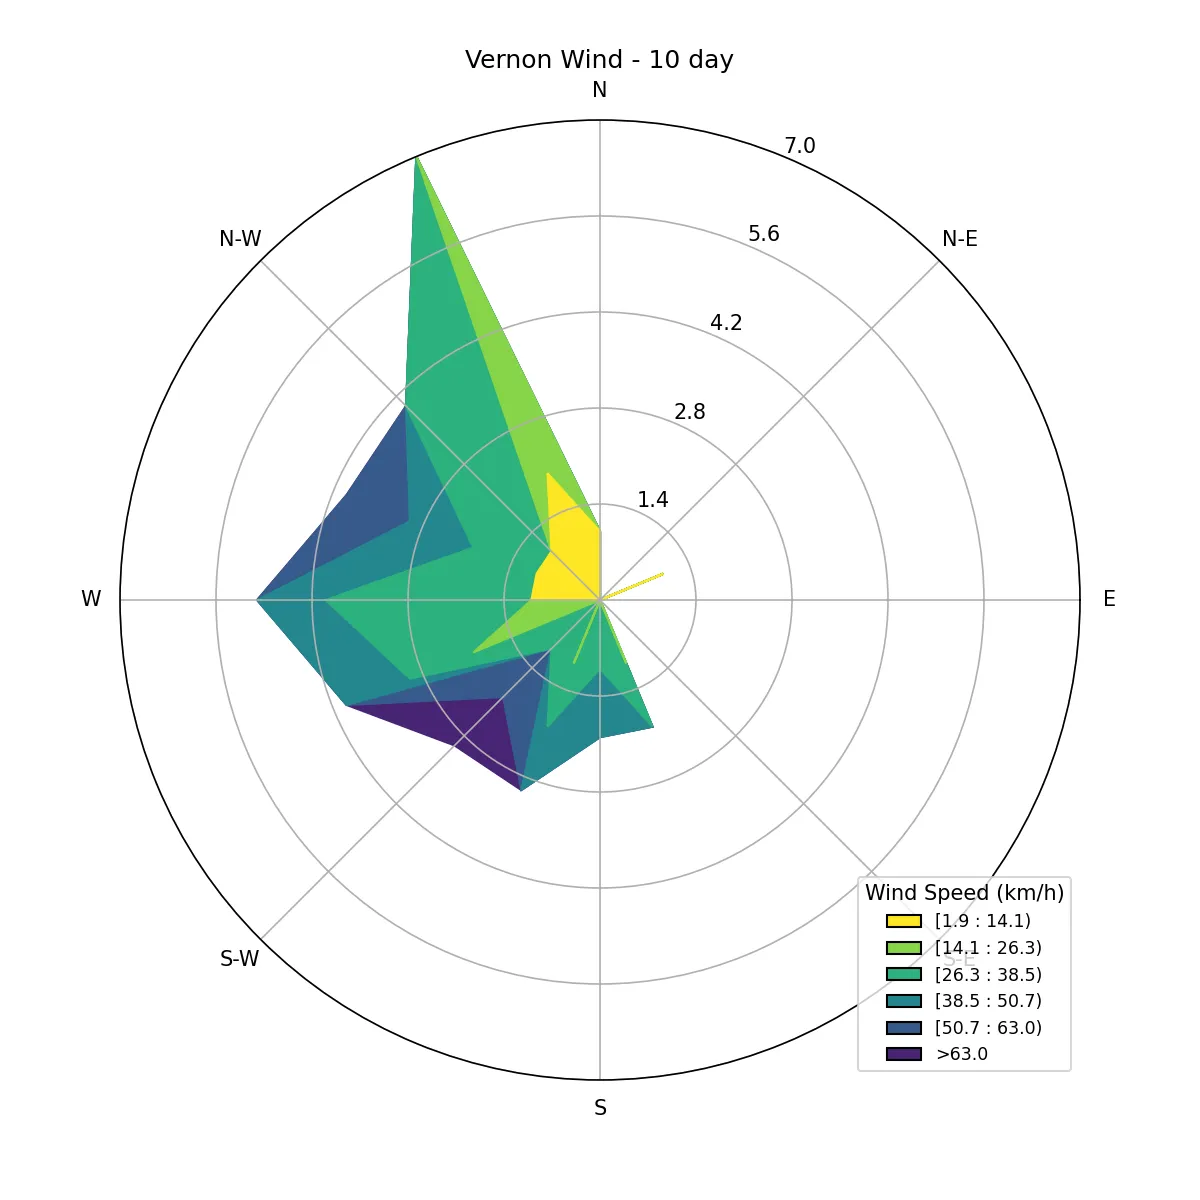 Vernon Wind - 10 day
N
7.0
N-W
5.6
N-E
4.2
2.8
1.4
W
E
Wind Speed (km/h)
[1.9 : 14.1)
[14.1 : 26.3)
S-W
S-E
[26.3 : 38.5)
[38.5 : 50.7)
[50.7 : 63.0)
>63.0
S